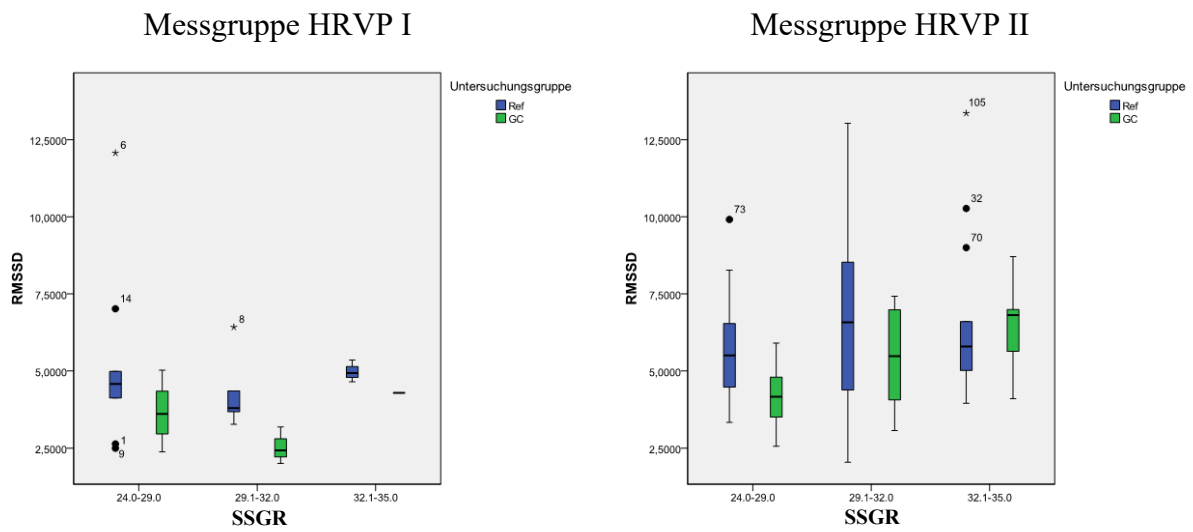 Messgruppe HRVP I
Untersuchungsgruppe
Ref
GC
12,5000
10,0000
7,5000
5,0000
2,5000
RMSSD
6
14
1
9
8
24.0-29.0
29.1-32.0
32.1-35.0
SSGR
Messgruppe HRVP II
Untersuchungsgruppe
Ref
GC
12,5000
10,0000
7,5000
5,0000
2,5000
RMSSD
73
105
32
70
24.0-29.0
29.1-32.0
32.1-35.0
SSGR